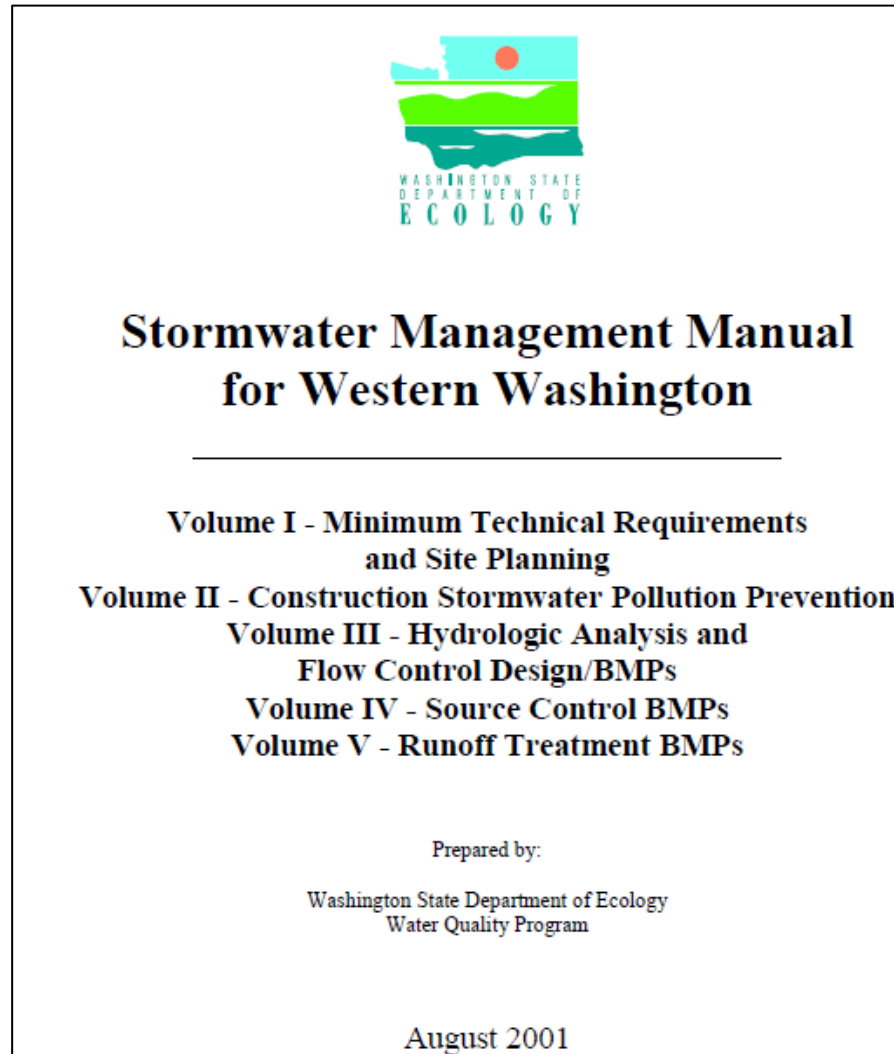 WASHINGTON STATE
DEPARTMENT OF
ECOLOGY
Stormwater Management Manual
for Western Washington
Volume I - Minimum Technical Requirements
and Site Planning
Volume II - Construction Stormwater Pollution Prevention
Volume III - Hydrologic Analysis and
Flow Control Design/BMPs
Volume IV - Source Control BMPs
Volume V - Runoff Treatment BMPs
Prepared by:
Washington State Department of Ecology
Water Quality Program
August 2001